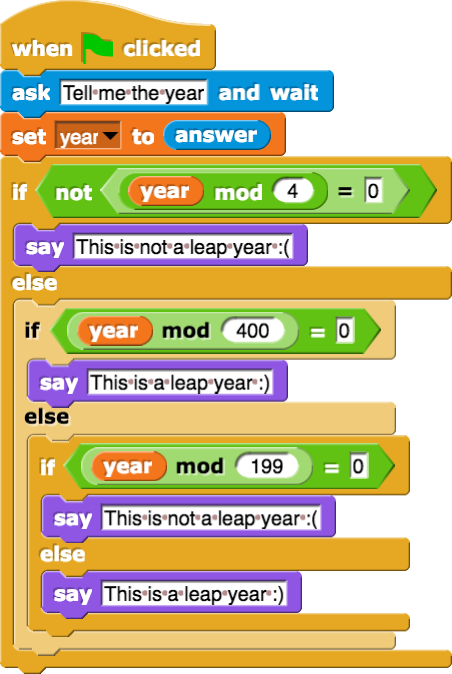 when clicked
ask Tell me the year and wait
set year to answer
if not year mod 4 = 0
say This is not a leap year :(
else
if year mod 400 = 0
say This is a leap year :)
else
if year mod 199 = 0
say This is not a leap year :(
else
say This is a leap year :)